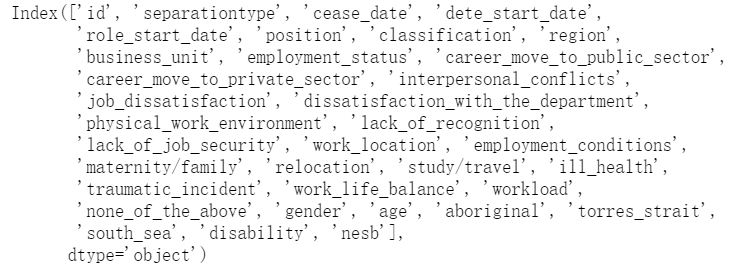 Index(['id', 'separationtype', 'cease_date', 'dete_start_date',
'role_start_date', 'position', 'classification', 'region',
'business_unit', 'employment_status', 'career_move_to_public_sector',
'career_move_to_private_sector', 'interpersonal_conflicts',
'job_dissatisfaction', 'dissatisfaction_with_the_department',
'physical_work_environment', 'lack_of_recognition',
'lack_of_job_security', 'work_location', 'employment_conditions',
'maternity/family', 'relocation', 'study/travel', 'ill_health',
'traumatic_incident', 'work_life_balance', 'workload',
'none_of_the_above', 'gender', 'age', 'aboriginal', 'torres_strait',
'south_sea', 'disability', 'nesb'],
dtype='object')